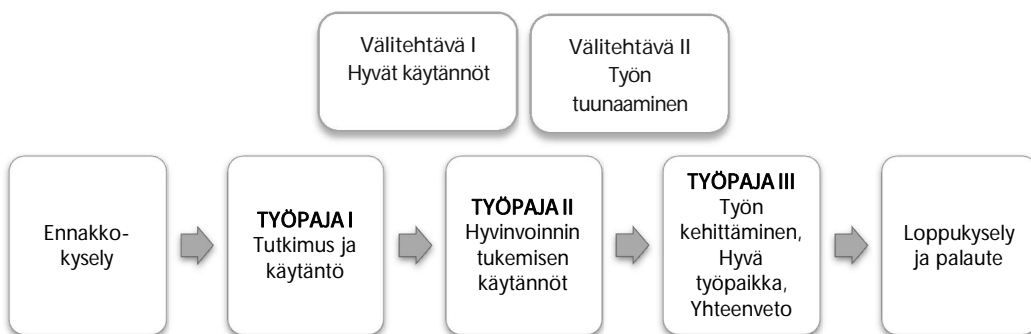 Välitehtävä I
Hyvät käytännöt
Välitehtävä II
Työn
tuunaaminen
Ennakko-
kysely
TYÖPAJA I
Tutkimus ja
käytäntö
TYÖPAJA II
Hyvinvoinnin
tukemisen
käytännöt
TYÖPAJA III
Työn
kehittäminen,
Hyvä
työpaikka,
Yhteenveto
Loppukysely
ja palaute